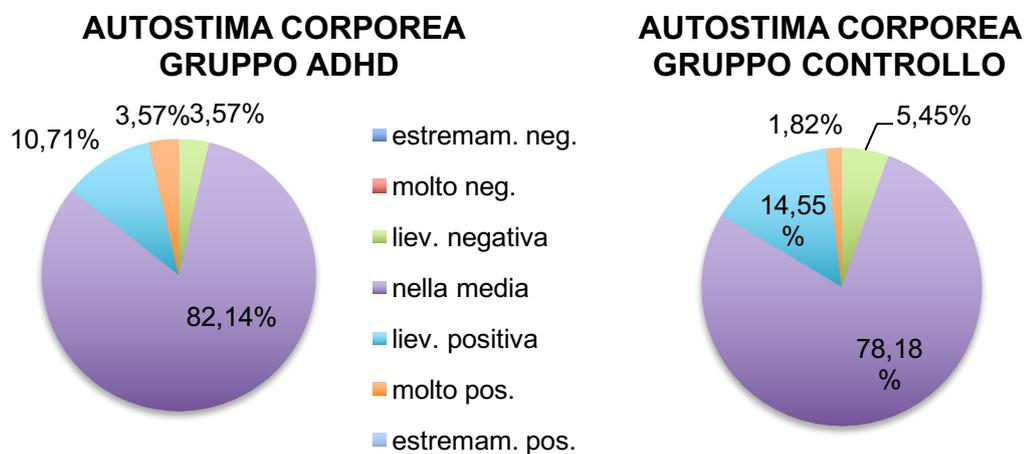 AUTOSTIMA CORPOREA
GRUPPO ADHD
3,57%
3,57%
10,71%
82,14%
estremam. neg.
molto neg.
liev. negativa
nella media
liev. positiva
molto pos.
estremam. pos.
AUTOSTIMA CORPOREA
GRUPPO CONTROLLO
1,82%
5,45%
14,55
%
78,18
%